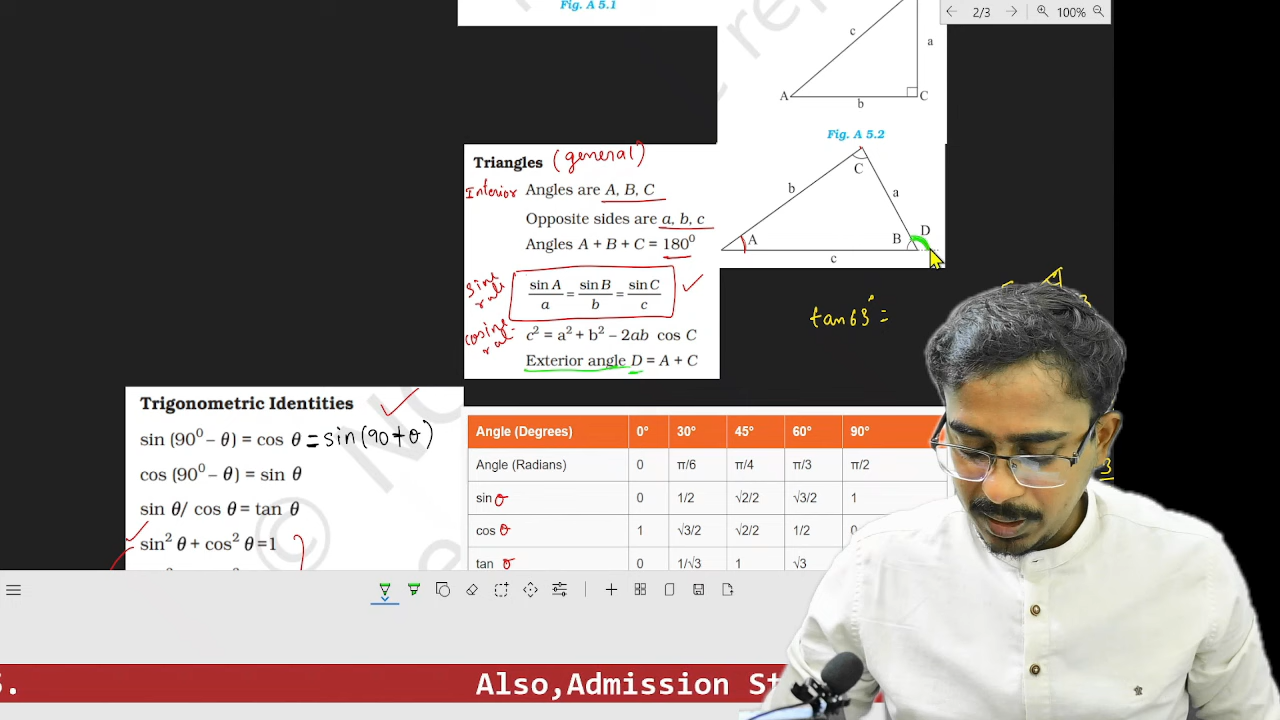 Fig. A 5.1
2/3
100%
c
a
A
b
C
Fig. A 5.2
Triangles (general)
Interior Angles are A, B, C
Opposite sides are a, b, c
Angles A + B + C = 180⁰
sine rule
sin A / a = sin B / b = sin C / c
cosine
c² = a² + b² – 2ab cos C
Exterior angle D = A + C
C
b
a
A
B
D
c
tan 63° =
Trigonometric Identities
sin (90⁰ – θ) = cos θ = sin(90+θ)
cos (90⁰ – θ) = sin θ
sin θ/ cos θ = tan θ
sin² θ + cos² θ =1
Angle (Degrees) 0° 30° 45° 60° 90°
Angle (Radians) 0 π/6 π/4 π/3 π/2
sin θ 0 1/2 √2/2 √3/2 1
cos θ 1 √3/2 √2/2 1/2 0
tan θ 0 1/√3 1 √3
3
Also,Admission St